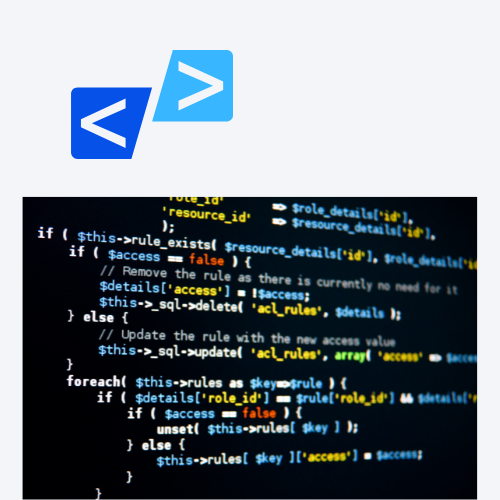 < >
'role_id' => $role_details['id'],
'resource_id' => $resource_details['id'],
);
if ( $this->rule_exists( $resource_details['id'], $role_details['id'
if ( $access == false ) {
// Remove the rule as there is currently no need for it
$details['access'] = !$access;
$this->_sql->delete( 'acl_rules', $details );
} else {
// Update the rule with the new access value
$this->_sql->update( 'acl_rules', array( 'access' => $access
}
foreach( $this->rules as $key=>$rule ) {
if ( $details['role_id'] == $rule['role_id'] && $details['r
if ( $access == false ) {
unset( $this->rules[ $key ] );
} else {
$this->rules[ $key ]['access'] = $access;
}
}